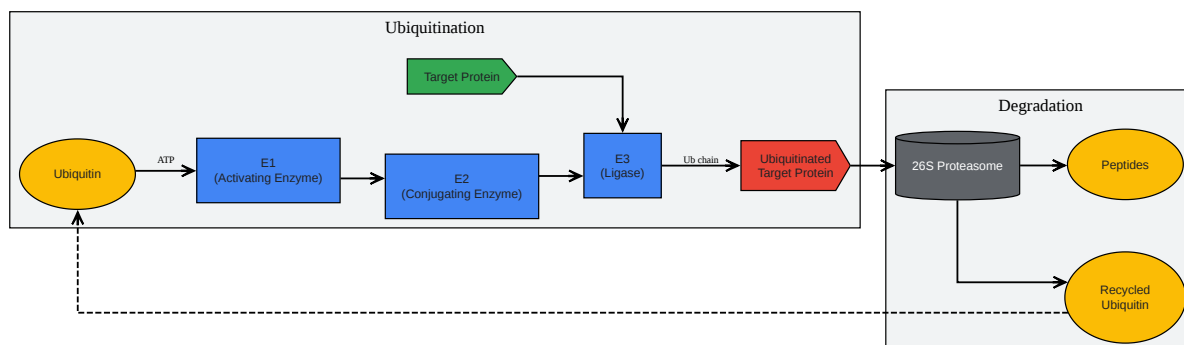 Ubiquitination
Target Protein
Degradation
Ubiquitin
ATP
E1
(Activating Enzyme)
E2
(Conjugating Enzyme)
E3
(Ligase)
Ub chain
Ubiquitinated
Target Protein
26S Proteasome
Peptides
Recycled
Ubiquitin